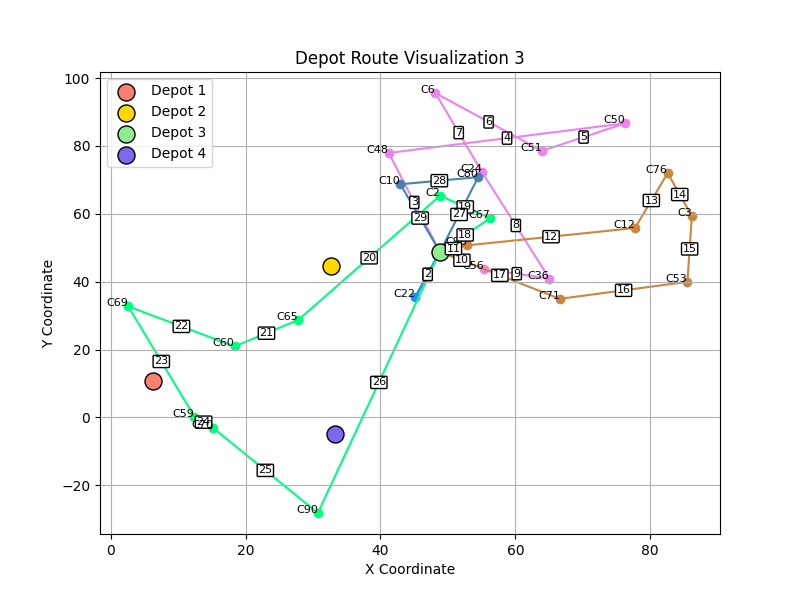 Depot Route Visualization 3
Depot 1
Depot 2
Depot 3
Depot 4
Y Coordinate
100
80
60
40
20
0
−20
0
20
40
60
80
X Coordinate
C6
C50
C51
C48
C24
C80
C10
C2
C67
C76
C3
C12
C53
C71
C36
C56
C22
C69
C60
C65
C59
C90
2
3
4
5
6
7
8
9
10
11
12
13
14
15
16
17
18
19
20
21
22
23
24
25
26
27
28
29